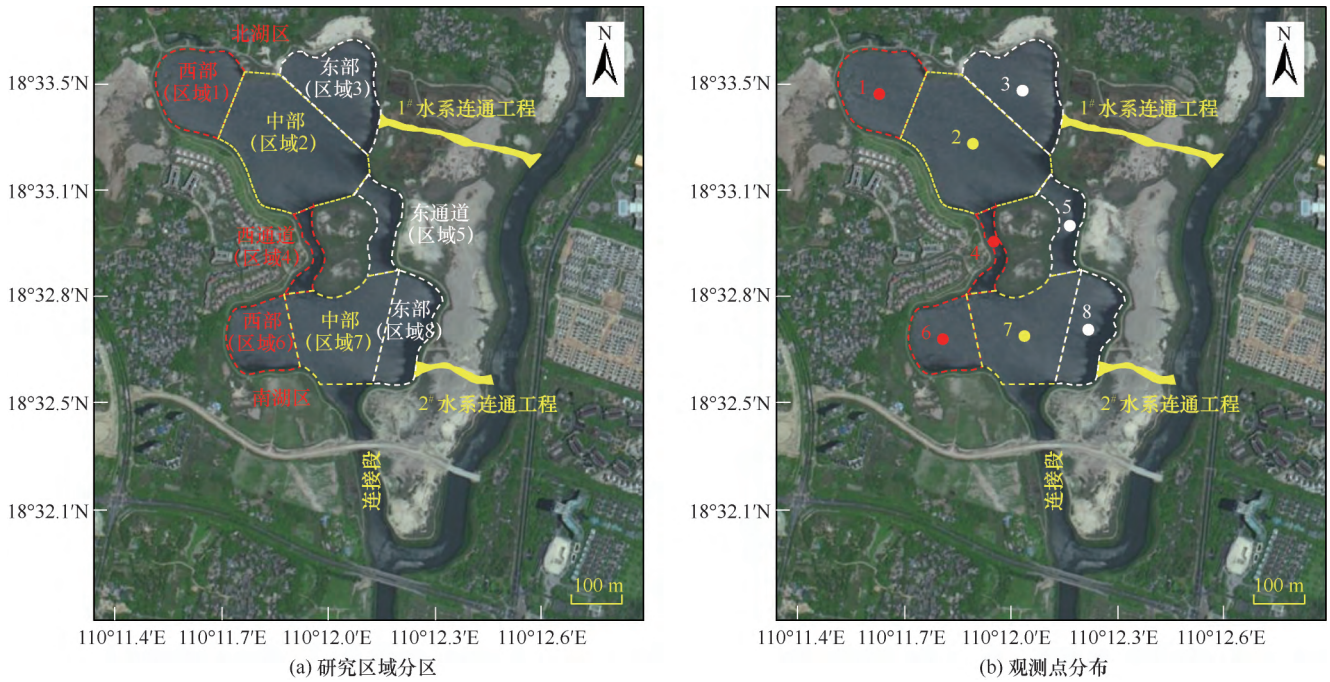 北湖区
N
西部
(区域1)
东部
(区域3)
1#水系连通工程
中部
(区域2)
西通道
(区域4)
东通道
(区域5)
西部
(区域6)
中部
(区域7)
东部
(区域8)
南湖区
2#水系连通工程
连接段
100 m
18°33.5′N
18°33.1′N
18°32.8′N
18°32.5′N
18°32.1′N
110°11.4′E 110°11.7′E 110°12.0′E 110°12.3′E 110°12.6′E
(a) 研究区域分区
N
1
3
1#水系连通工程
2
5
4
6
7
8
2#水系连通工程
连接段
100 m
18°33.5′N
18°33.1′N
18°32.8′N
18°32.5′N
18°32.1′N
110°11.4′E 110°11.7′E 110°12.0′E 110°12.3′E 110°12.6′E
(b) 观测点分布